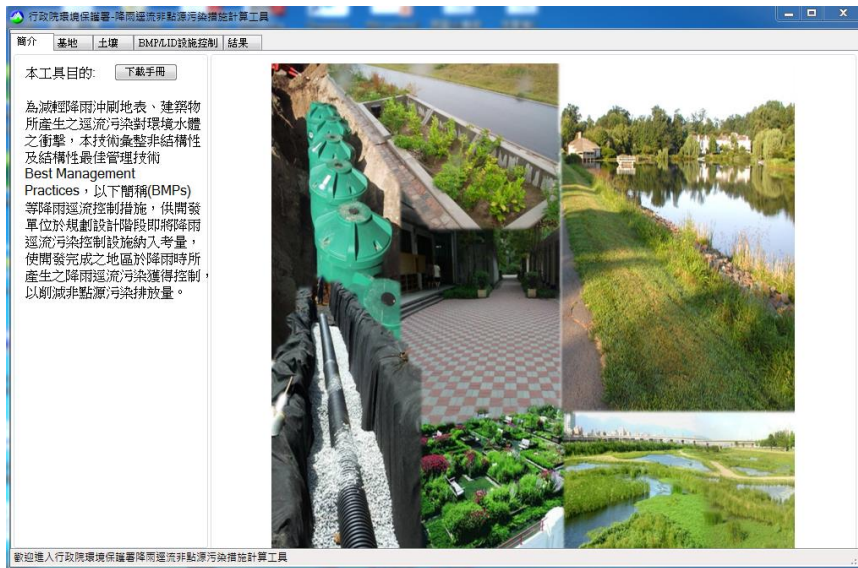 行政院環境保護署-降雨逕流非點源污染措施計算工具
簡介 基地 土壤 BMP/LID設施控制 結果
本工具目的: 下載手冊
為減輕降雨沖刷地表、建築物
所產生之逕流污染對環境水體
之衝擊，本技術彙整非結構性
及結構性最佳管理技術
Best Management
Practices，以下簡稱(BMPs)
等降雨逕流控制措施，供開發
單位於規劃設計階段即將降雨
逕流污染控制設施納入考量，
使開發完成之地區於降雨時所
產生之降雨逕流污染獲得控制，
以削減非點源污染排放量。
歡迎進入行政院環境保護署降雨逕流非點源污染措施計算工具